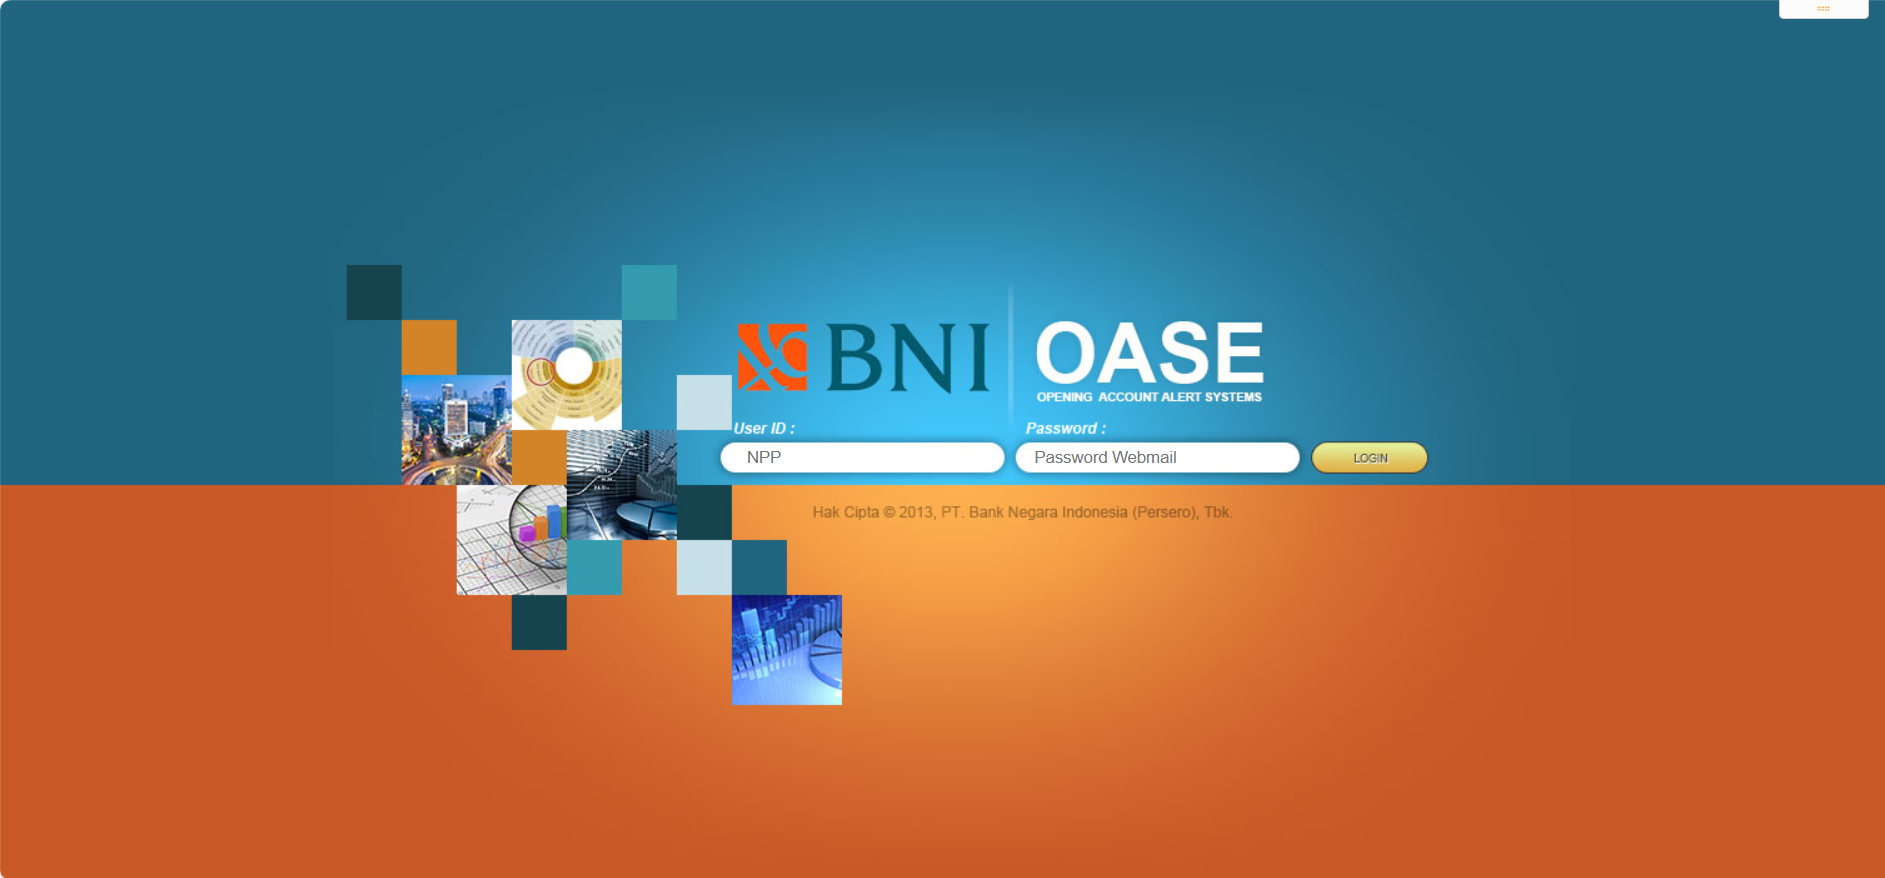 BNI
OASE
OPENING ACCOUNT ALERT SYSTEMS
User ID :
Password :
NPP
Password Webmail
LOGIN
Hak Cipta © 2013, PT. Bank Negara Indonesia (Persero), Tbk.